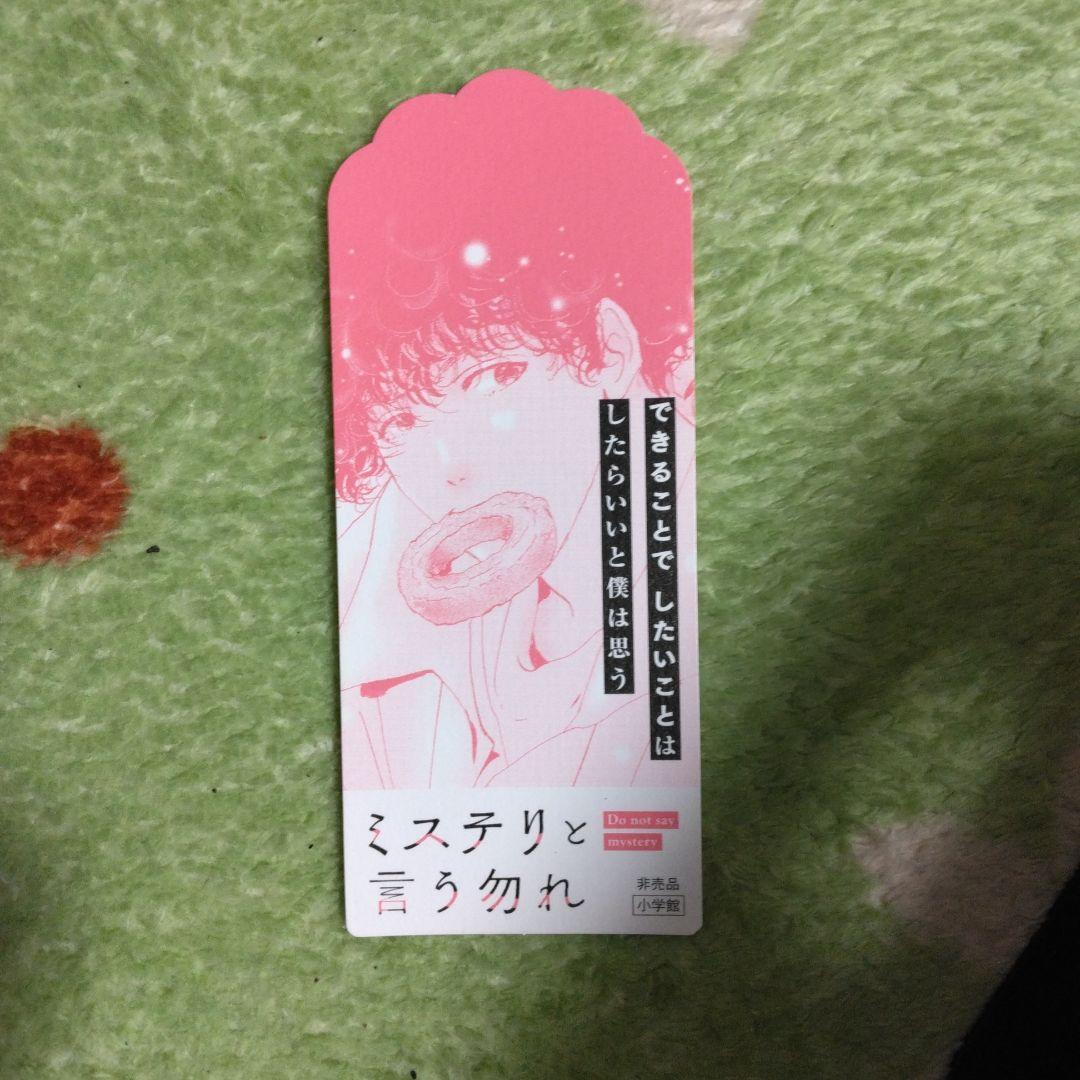 できることで したいことは
したらいいと僕は思う
ミステリと
言う勿れ
Do not say
mystery
非売品
小学館